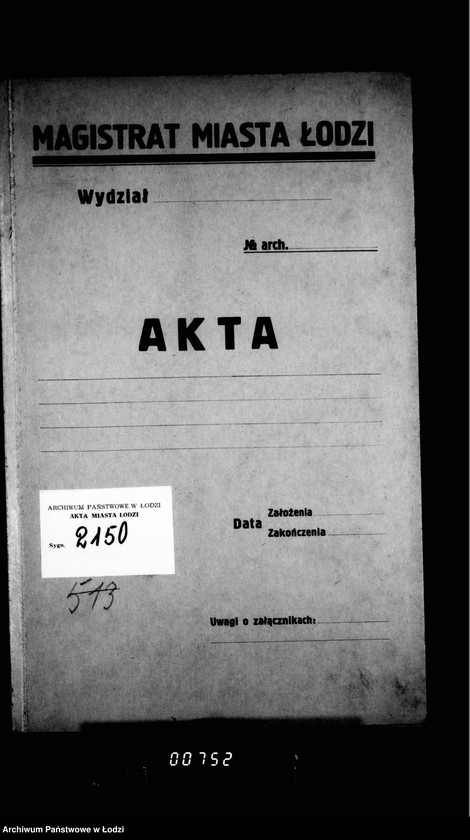 MAGISTRAT MIASTA ŁODZI
Wydział
№ arch.
AKTA
ARCHIWUM PAŃSTWOWE W ŁODZI
AKTA MIASTA ŁODZI
Sygn. 2150
Data
Założenia
Zakończenia
513
Uwagi o załącznikach:
00752
Archiwum Państwowe w Łodzi